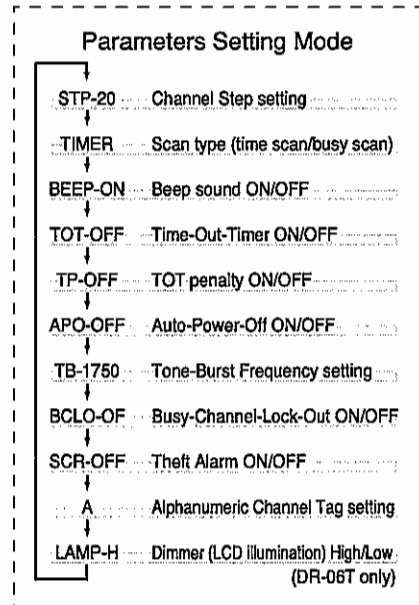 Parameters Setting Mode
STP-20 Channel Step setting
TIMER Scan type (time scan/busy scan)
BEEP-ON Beep sound ON/OFF
TOT-OFF Time-Out-Timer ON/OFF
TP-OFF TOT penalty ON/OFF
APO-OFF Auto-Power-Off ON/OFF
TB-1750 Tone-Burst Frequency setting
BCLO-OF Busy-Channel-Lock-Out ON/OFF
SCR-OFF Theft Alarm ON/OFF
A Alphanumeric Channel Tag setting
LAMP-H Dimmer (LCD illumination) High/Low
(DR-06T only)